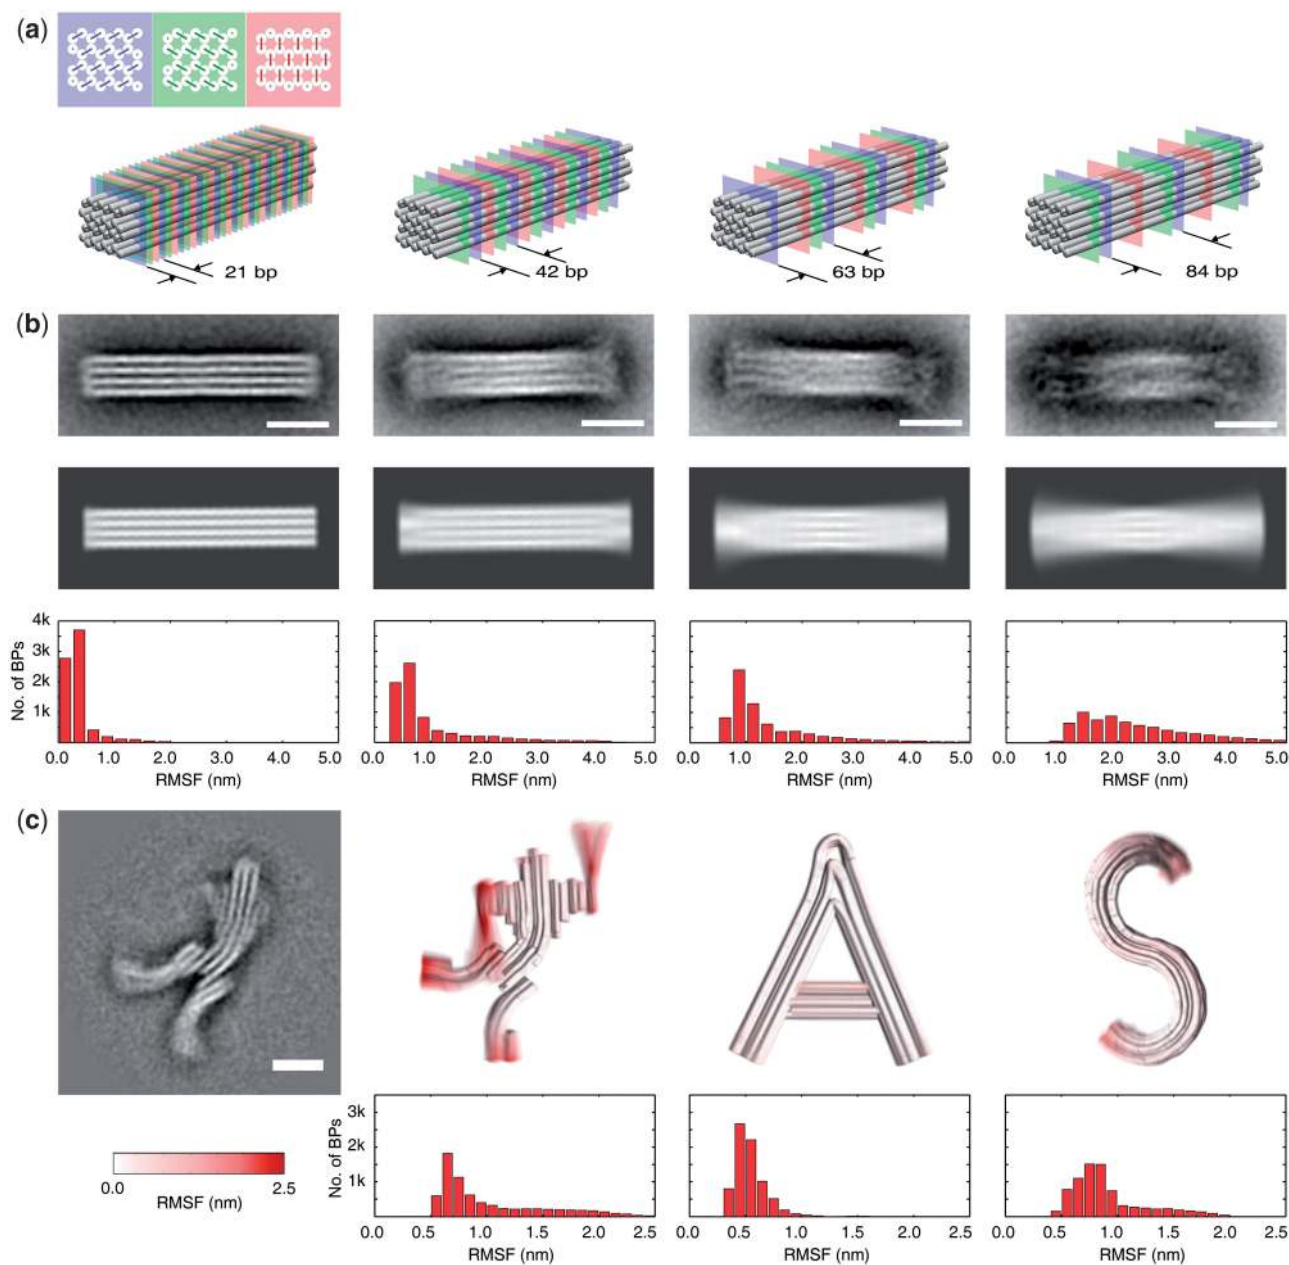 (a)
21 bp
42 bp
63 bp
84 bp
(b)
4k
3k
2k
1k
No. of BPs
0.0 1.0 2.0 3.0 4.0 5.0
RMSF (nm)
0.0 1.0 2.0 3.0 4.0 5.0
RMSF (nm)
0.0 1.0 2.0 3.0 4.0 5.0
RMSF (nm)
0.0 1.0 2.0 3.0 4.0 5.0
RMSF (nm)
(c)
0.0 2.5
RMSF (nm)
3k
2k
1k
No. of BPs
0.0 0.5 1.0 1.5 2.0 2.5
RMSF (nm)
0.0 0.5 1.0 1.5 2.0 2.5
RMSF (nm)
0.0 0.5 1.0 1.5 2.0 2.5
RMSF (nm)